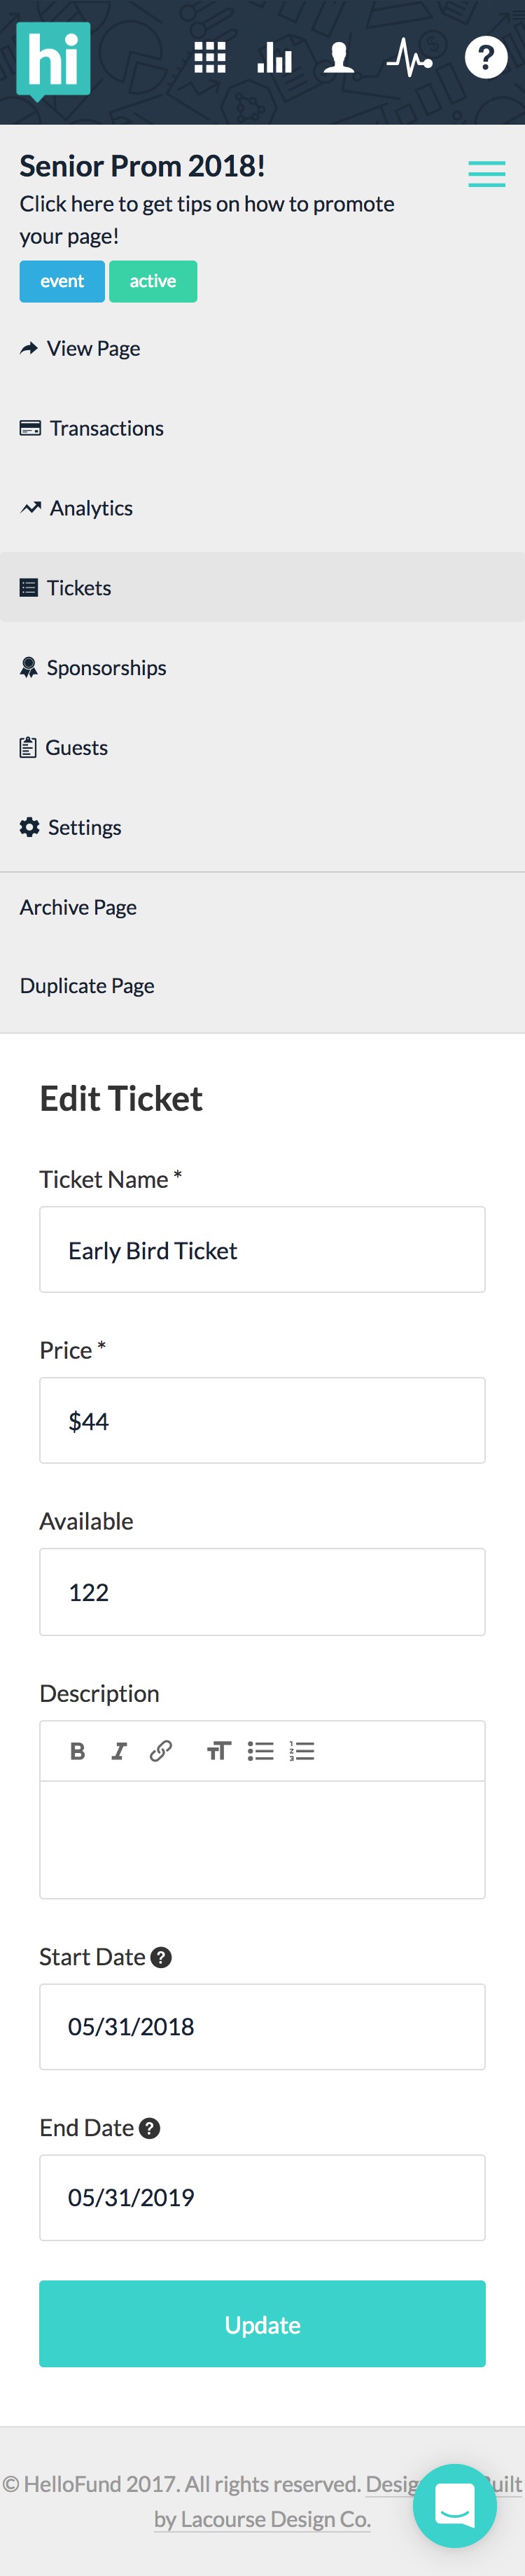 hi
?
Senior Prom 2018!
Click here to get tips on how to promote
your page!
event active
View Page
Transactions
Analytics
Tickets
Sponsorships
Guests
Settings
Archive Page
Duplicate Page
Edit Ticket
Ticket Name *
Early Bird Ticket
Price *
$44
Available
122
Description
B I TT
Start Date ?
05/31/2018
End Date ?
05/31/2019
Update
© HelloFund 2017. All rights reserved.
by Lacourse Design Co.